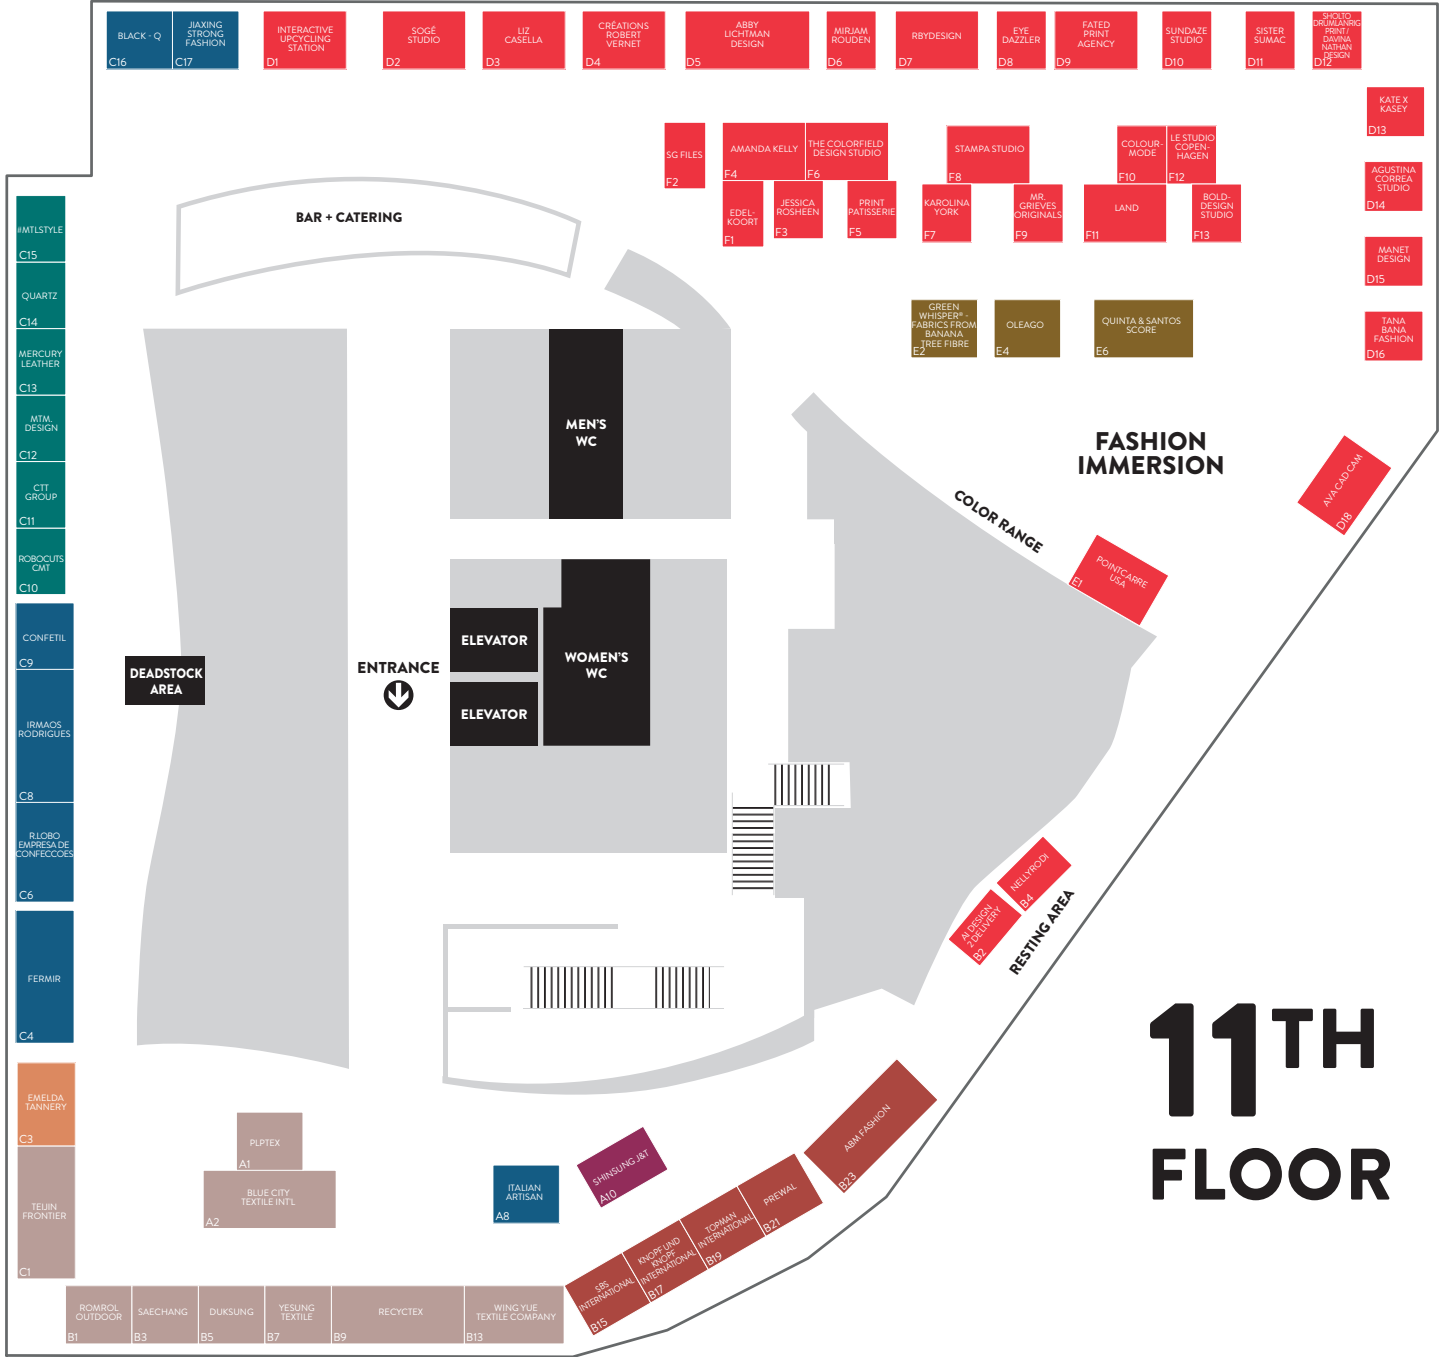 BLACK - Q
C16
JIAXING
STRONG
FASHION
C17
INTERACTIVE
UPCYCLING
STATION
D1
SOGÈ
STUDIO
D2
LIZ
CASELLA
D3
CRÉATIONS
ROBERT
VERNET
D4
ABBY
LICHTMAN
DESIGN
D5
MIRJAM
ROUDEN
D6
RBYDESIGN
D7
EYE
DAZZLER
D8
FATED
PRINT
AGENCY
D9
SUNDAZE
STUDIO
D10
SISTER
SUMAC
D11
SHOLTO
DRUMLANRIG
PRINT /
DAVINA
NATHAN
DESIGN
D12
KATE X
KASEY
D13
AGUSTINA
CORREA
STUDIO
D14
MANET
DESIGN
D15
TANA
BANA
FASHION
D16
SG FILES
F2
AMANDA KELLY
F4
THE COLORFIELD
DESIGN STUDIO
F6
EDEL-
KOORT
F1
JESSICA
ROSHEEN
F3
PRINT
PATISSERIE
F5
STAMPA STUDIO
F8
KAROLINA
YORK
F7
MR.
GRIEVES
ORIGINALS
F9
COLOUR-
MODE
F10
LE STUDIO
COPEN-
HAGEN
F12
LAND
F11
BOLD-
DESIGN
STUDIO
F13
GREEN
WHISPER® -
FABRICS FROM
BANANA
TREE FIBRE
E2
OLEAGO
E4
QUINTA & SANTOS
SCORE
E6
BAR + CATERING
#MTLSTYLE
C15
QUARTZ
C14
MERCURY
LEATHER
C13
MTM.
DESIGN
C12
CTT
GROUP
C11
ROBOCUTS
CMT
C10
CONFETIL
C9
IRMAOS
RODRIGUES
C8
R.LOBO
EMPRESA DE
CONFECCOES
C6
FERMIR
C4
EMELDA
TANNERY
C3
TEIJIN
FRONTIER
C1
MEN'S
WC
FASHION
IMMERSION
COLOR RANGE
AVA CAD CAM
D18
POINTCARRE
USA
E1
DEADSTOCK
AREA
ENTRANCE
ELEVATOR
ELEVATOR
WOMEN'S
WC
NELLYRODI
B4
AI DESIGN
2 DELIVERY
B2
RESTING AREA
11TH
FLOOR
PLPTEX
A1
BLUE CITY
TEXTILE INT'L
A2
ITALIAN
ARTISAN
A8
SHINSUNG J&T
A10
ABM FASHION
B23
PREWAL
B21
TOPMAN
INTERNATIONAL
B19
KNOPF UND
KNOPF
INTERNATIONAL
B17
SBS
INTERNATIONAL
B15
ROMROL
OUTDOOR
B1
SAECHANG
B3
DUKSUNG
B5
YESUNG
TEXTILE
B7
RECYCTEX
B9
WING YUE
TEXTILE COMPANY
B13